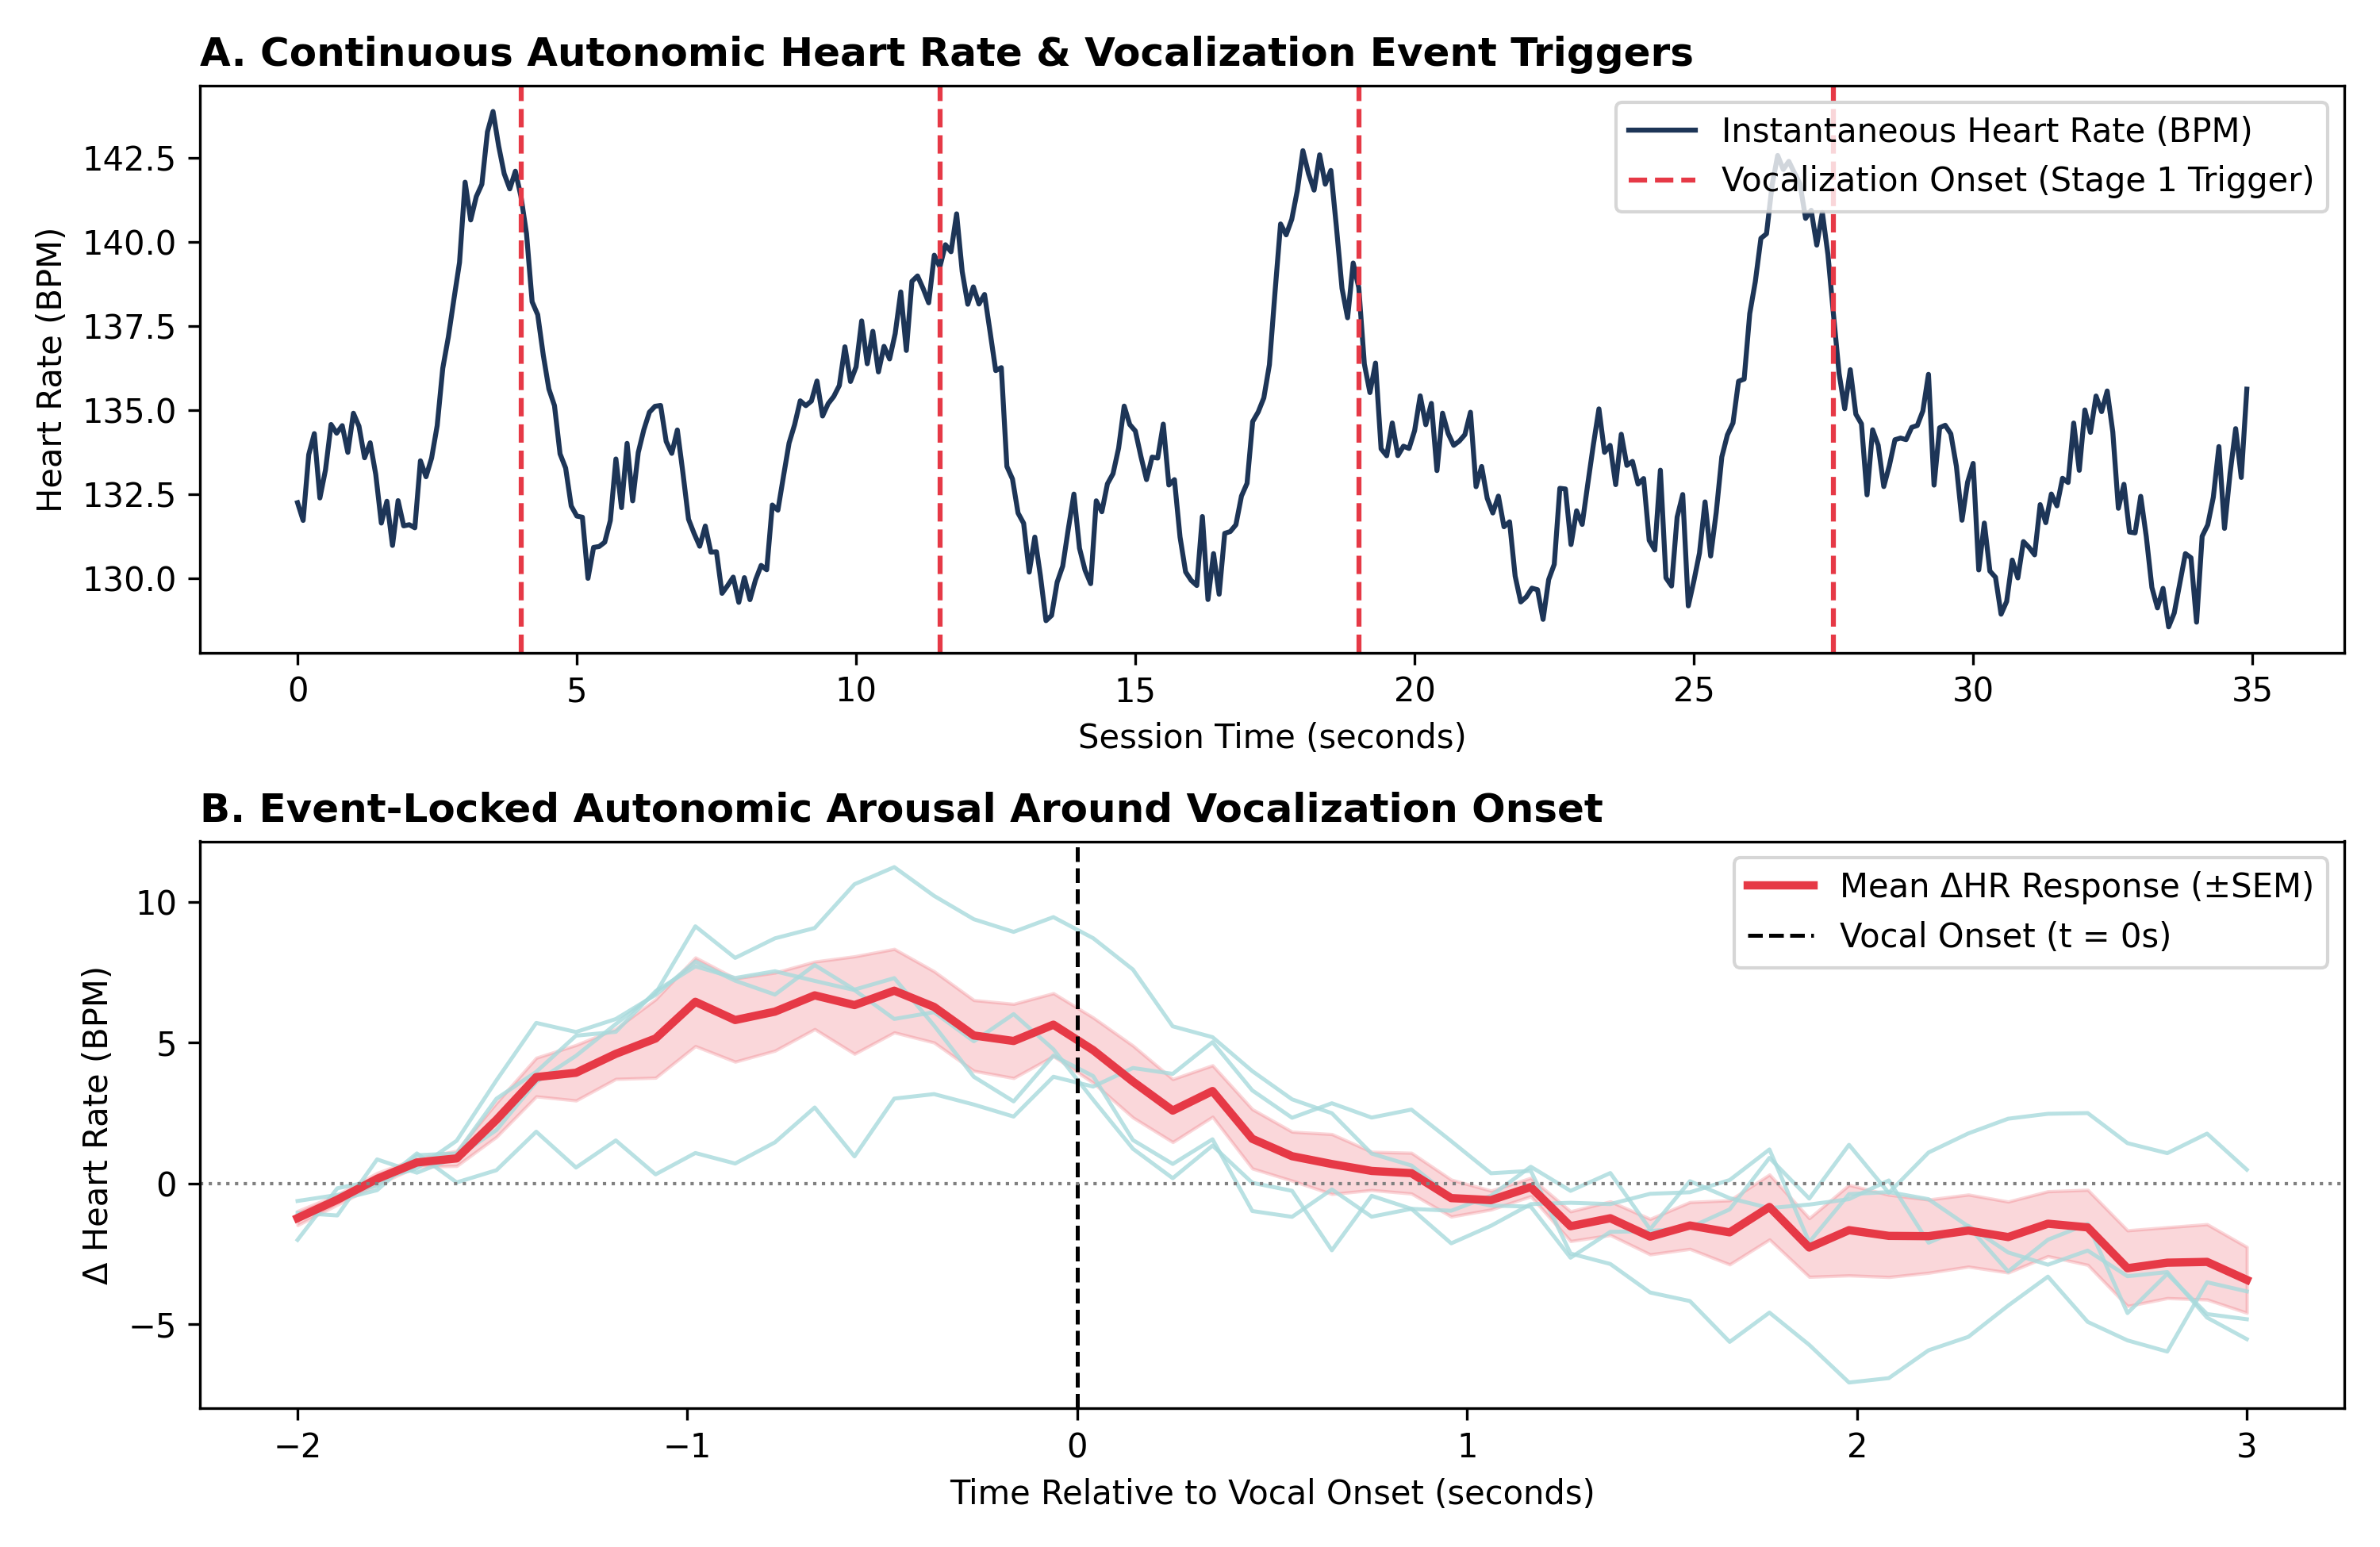 A. Continuous Autonomic Heart Rate & Vocalization Event Triggers
Instantaneous Heart Rate (BPM)
Vocalization Onset (Stage 1 Trigger)
Heart Rate (BPM)
142.5
140.0
137.5
135.0
132.5
130.0
0 5 10 15 20 25 30 35
Session Time (seconds)
B. Event-Locked Autonomic Arousal Around Vocalization Onset
Mean ΔHR Response (±SEM)
Vocal Onset (t = 0s)
Δ Heart Rate (BPM)
10
5
0
−5
−2 −1 0 1 2 3
Time Relative to Vocal Onset (seconds)